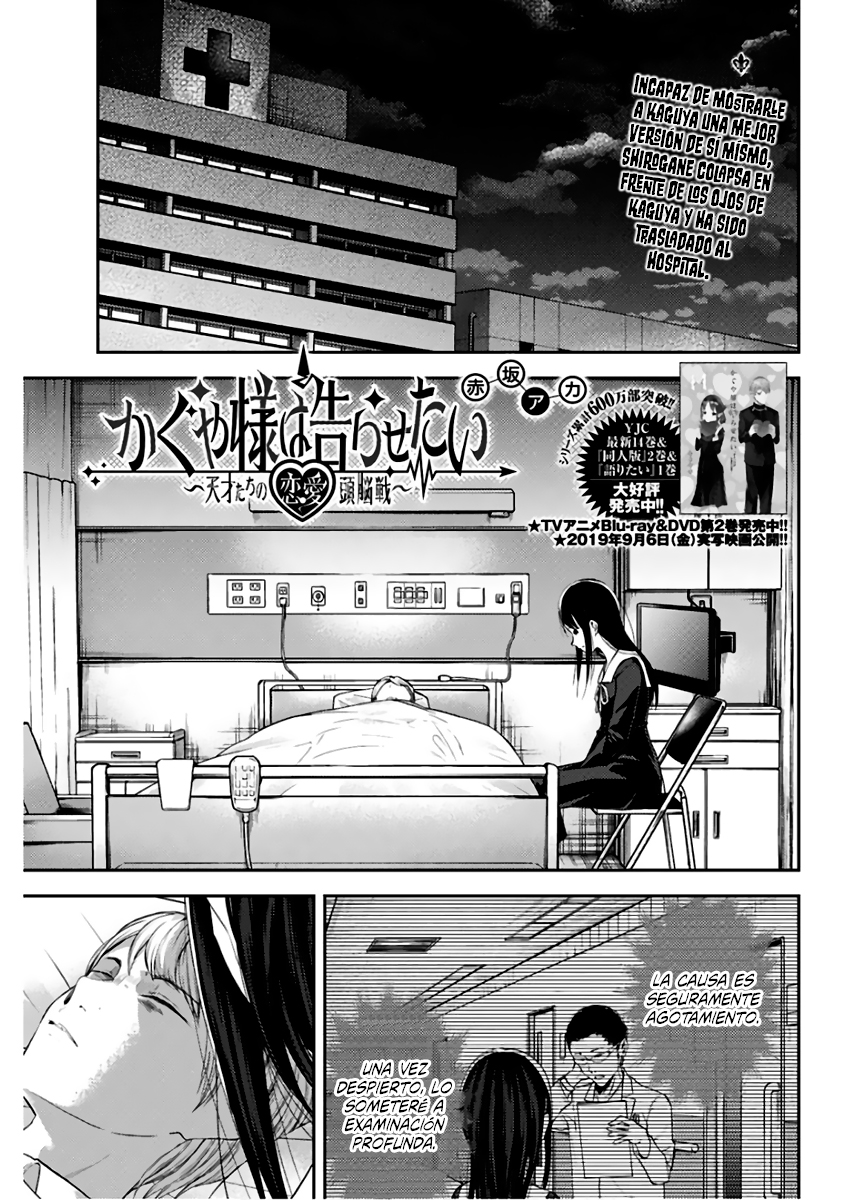 INCAPAZ DE MOSTRARLE
A KAGUYA UNA MEJOR
VERSIÓN DE SÍ MISMO,
SHIROGANE COLAPSA EN
FRENTE DE LOS OJOS DE
KAGUYA Y HA SIDO
TRASLADADO AL
HOSPITAL.
かぐや様は告らせたい
〜天才たちの恋愛頭脳戦〜
赤坂アカ
シリーズ累計600万部突破!!
YJC
最新14巻&
『同人版』2巻&
『語りたい』1巻
大好評
発売中!!
★TVアニメBlu-ray&DVD第2巻発売中!!
★2019年9月6日(金)実写映画公開!!
LA CAUSA ES
SEGURAMENTE
AGOTAMIENTO.
UNA VEZ
DESPIERTO, LO
SOMETERÉ A
EXAMINACIÓN
PROFUNDA.